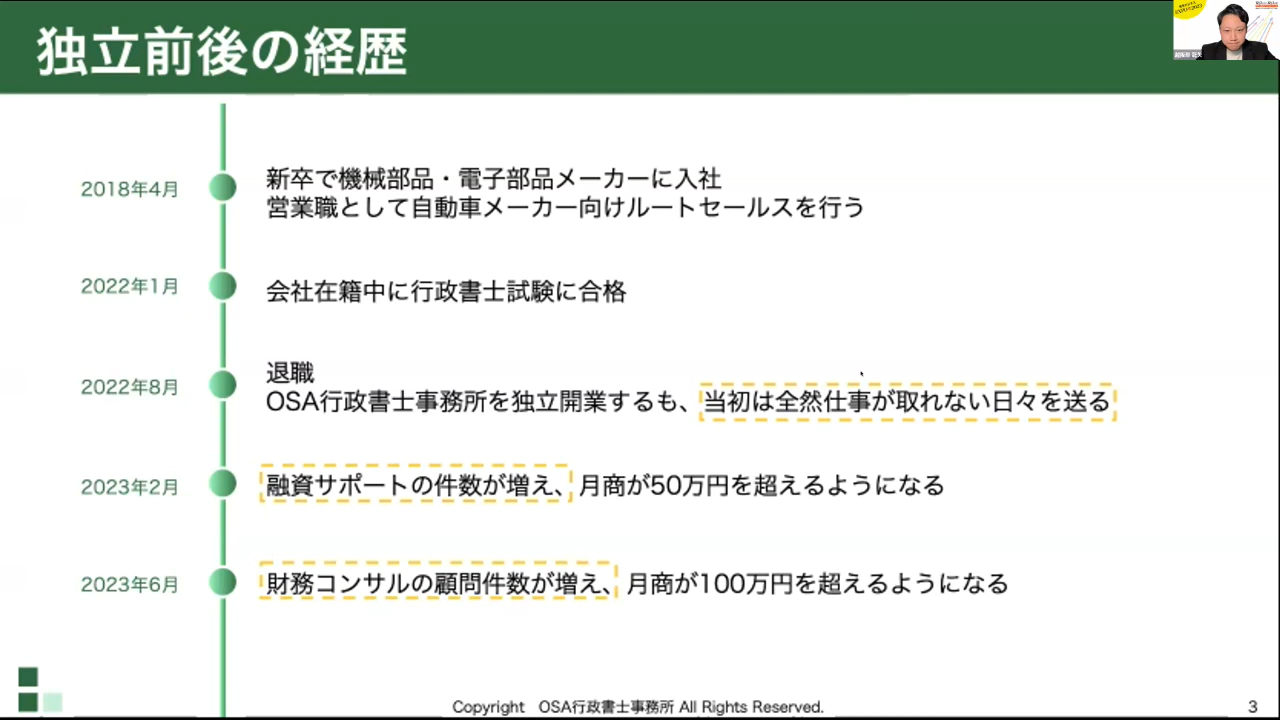 独立前後の経歴
2018年4月
新卒で機械部品・電子部品メーカーに入社
営業職として自動車メーカー向けルートセールスを行う
2022年1月
会社在籍中に行政書士試験に合格
2022年8月
退職
OSA行政書士事務所を独立開業するも、当初は全然仕事が取れない日々を送る
2023年2月
融資サポートの件数が増え、月商が50万円を超えるようになる
2023年6月
財務コンサルの顧問件数が増え、月商が100万円を超えるようになる
Copyright　OSA行政書士事務所 All Rights Reserved.
3